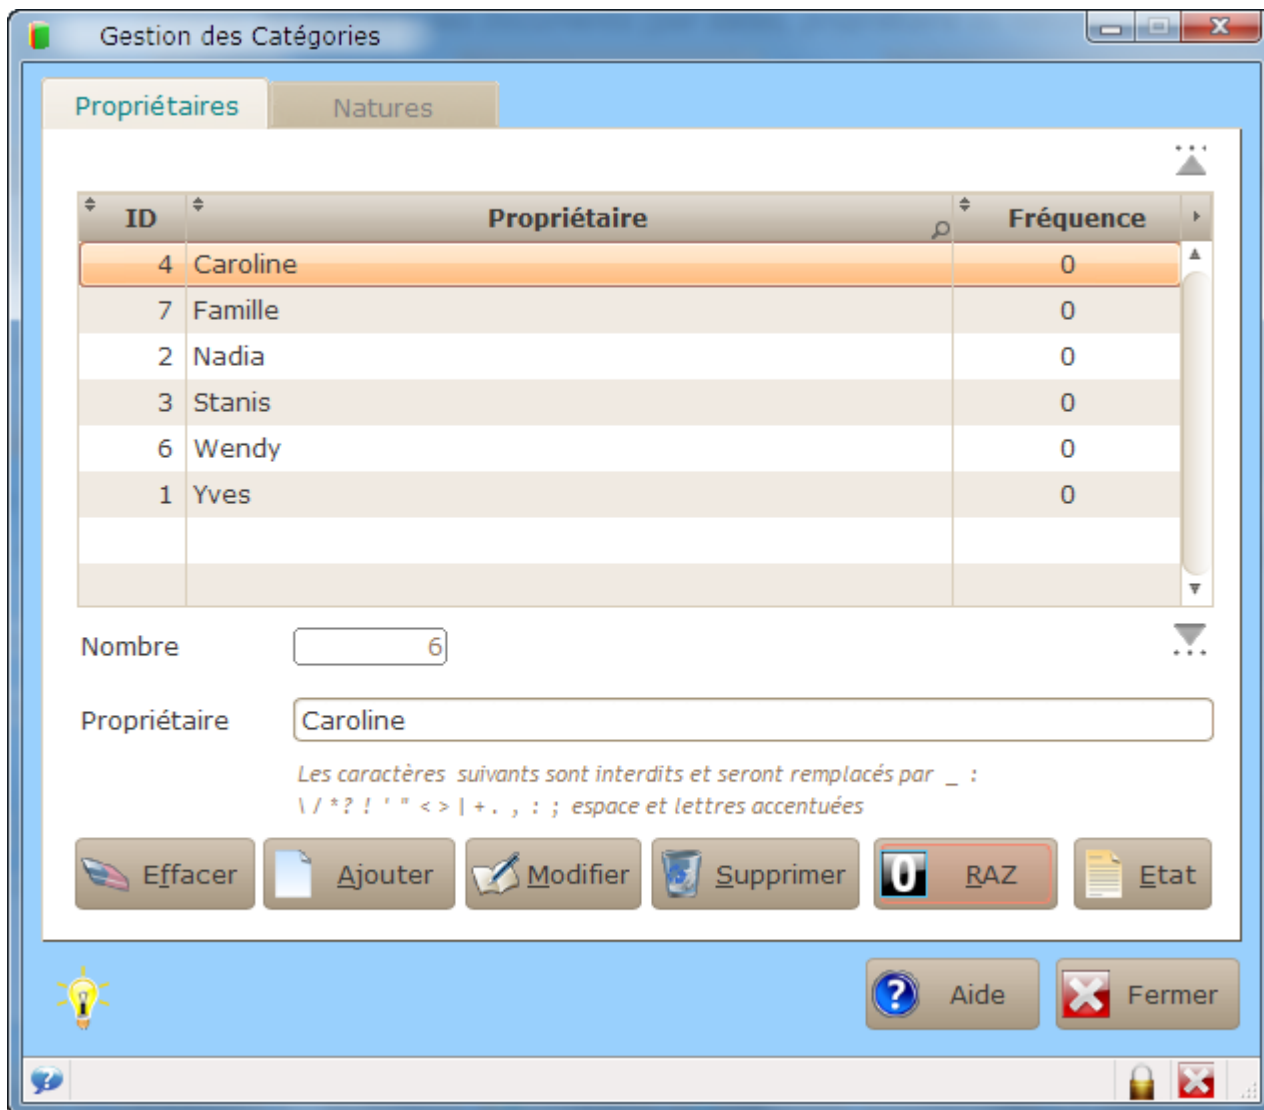 Gestion des Catégories
Propriétaires Natures
ID Propriétaire Fréquence
4 Caroline 0
7 Famille 0
2 Nadia 0
3 Stanis 0
6 Wendy 0
1 Yves 0
Nombre 6
Propriétaire Caroline
Les caractères suivants sont interdits et seront remplacés par _ :
\ / * ? ! ' " < > | + . , : ; espace et lettres accentuées
Effacer Ajouter Modifier Supprimer 0 RAZ Etat
Aide Fermer